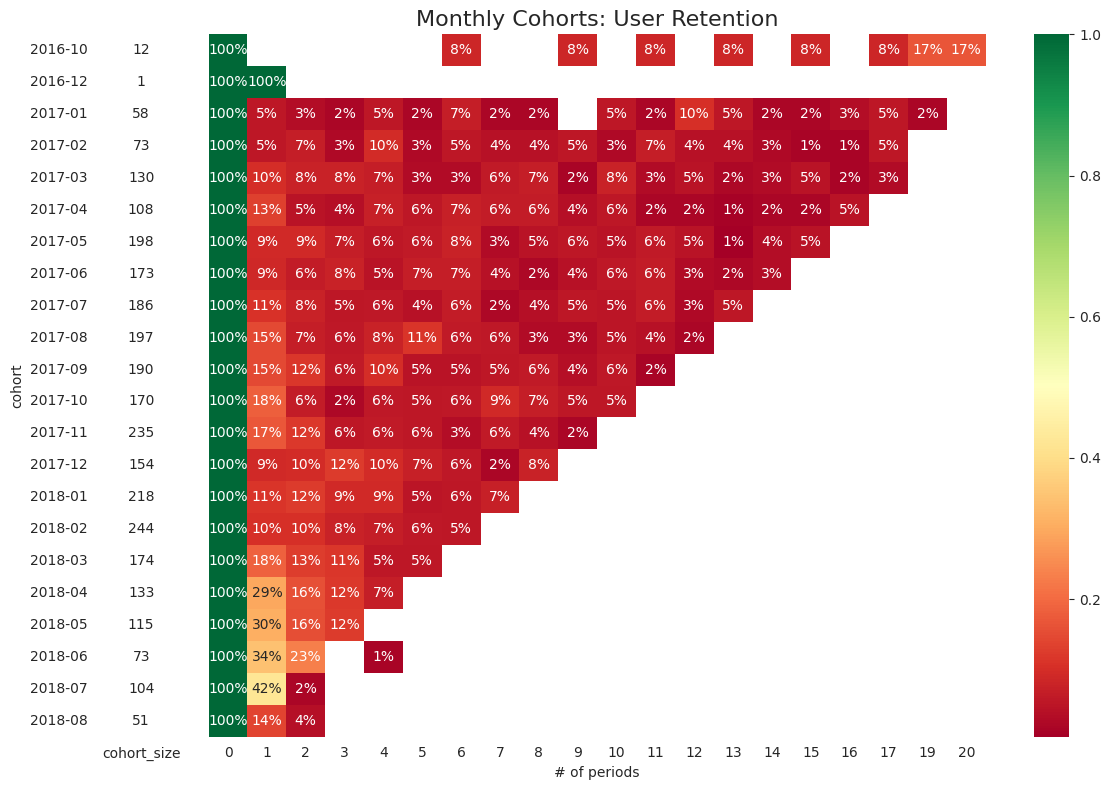 Monthly Cohorts: User Retention
2016-10 12 100% 8% 8% 8% 8% 8% 8% 17% 17%
2016-12 1 100% 100%
2017-01 58 100% 5% 3% 2% 5% 2% 7% 2% 2% 5% 2% 10% 5% 2% 2% 3% 5% 2%
2017-02 73 100% 5% 7% 3% 10% 3% 5% 4% 4% 5% 3% 7% 4% 4% 3% 1% 1% 5%
2017-03 130 100% 10% 8% 8% 7% 3% 3% 6% 7% 2% 8% 3% 5% 2% 3% 5% 2% 3%
2017-04 108 100% 13% 5% 4% 7% 6% 7% 6% 6% 4% 6% 2% 2% 1% 2% 2% 5%
2017-05 198 100% 9% 9% 7% 6% 6% 8% 3% 5% 6% 5% 6% 5% 1% 4% 5%
2017-06 173 100% 9% 6% 8% 5% 7% 7% 4% 2% 4% 6% 6% 3% 2% 3%
2017-07 186 100% 11% 8% 5% 6% 4% 6% 2% 4% 5% 5% 6% 3% 5%
2017-08 197 100% 15% 7% 6% 8% 11% 6% 6% 3% 3% 5% 4% 2%
2017-09 190 100% 15% 12% 6% 10% 5% 5% 5% 6% 4% 6% 2%
2017-10 170 100% 18% 6% 2% 6% 5% 6% 9% 7% 5% 5%
2017-11 235 100% 17% 12% 6% 6% 6% 3% 6% 4% 2%
2017-12 154 100% 9% 10% 12% 10% 7% 6% 2% 8%
2018-01 218 100% 11% 12% 9% 9% 5% 6% 7%
2018-02 244 100% 10% 10% 8% 7% 6% 5%
2018-03 174 100% 18% 13% 11% 5% 5%
2018-04 133 100% 29% 16% 12% 7%
2018-05 115 100% 30% 16% 12%
2018-06 73 100% 34% 23% 1%
2018-07 104 100% 42% 2%
2018-08 51 100% 14% 4%
cohort_size 0 1 2 3 4 5 6 7 8 9 10 11 12 13 14 15 16 17 19 20
# of periods
cohort
1.0
0.8
0.6
0.4
0.2